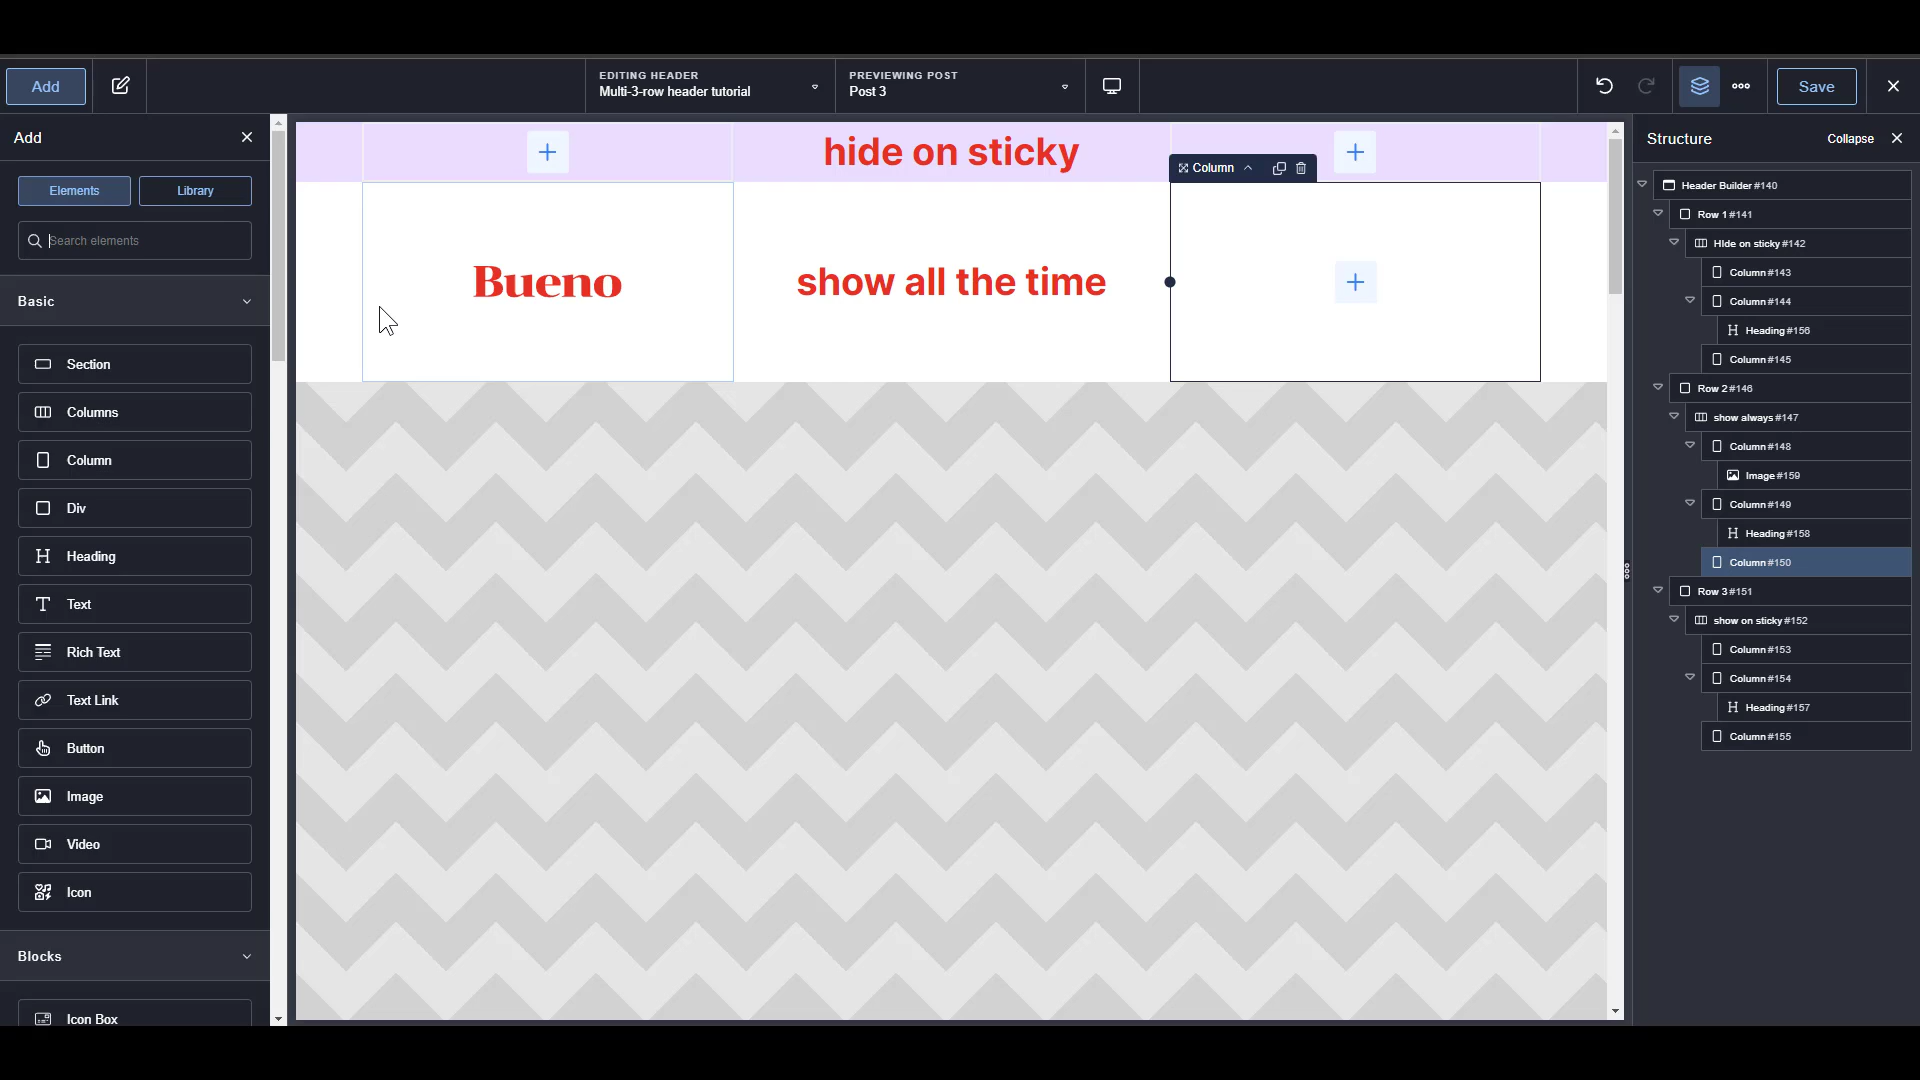 Add
EDITING HEADER
Multi-3-row header tutorial
PREVIEWING POST
Post 3
Save
Add
Elements
Library
Search elements
Basic
Section
Columns
Column
Div
Heading
Text
Rich Text
Text Link
Button
Image
Video
Icon
Blocks
Icon Box
hide on sticky
Column
Bueno
show all the time
Structure
Collapse
Header Builder #140
Row 1 #141
HIde on sticky #142
Column #143
Column #144
Heading #156
Column #145
Row 2 #146
show always #147
Column #148
Image #159
Column #149
Heading #158
Column #150
Row 3 #151
show on sticky #152
Column #153
Column #154
Heading #157
Column #155